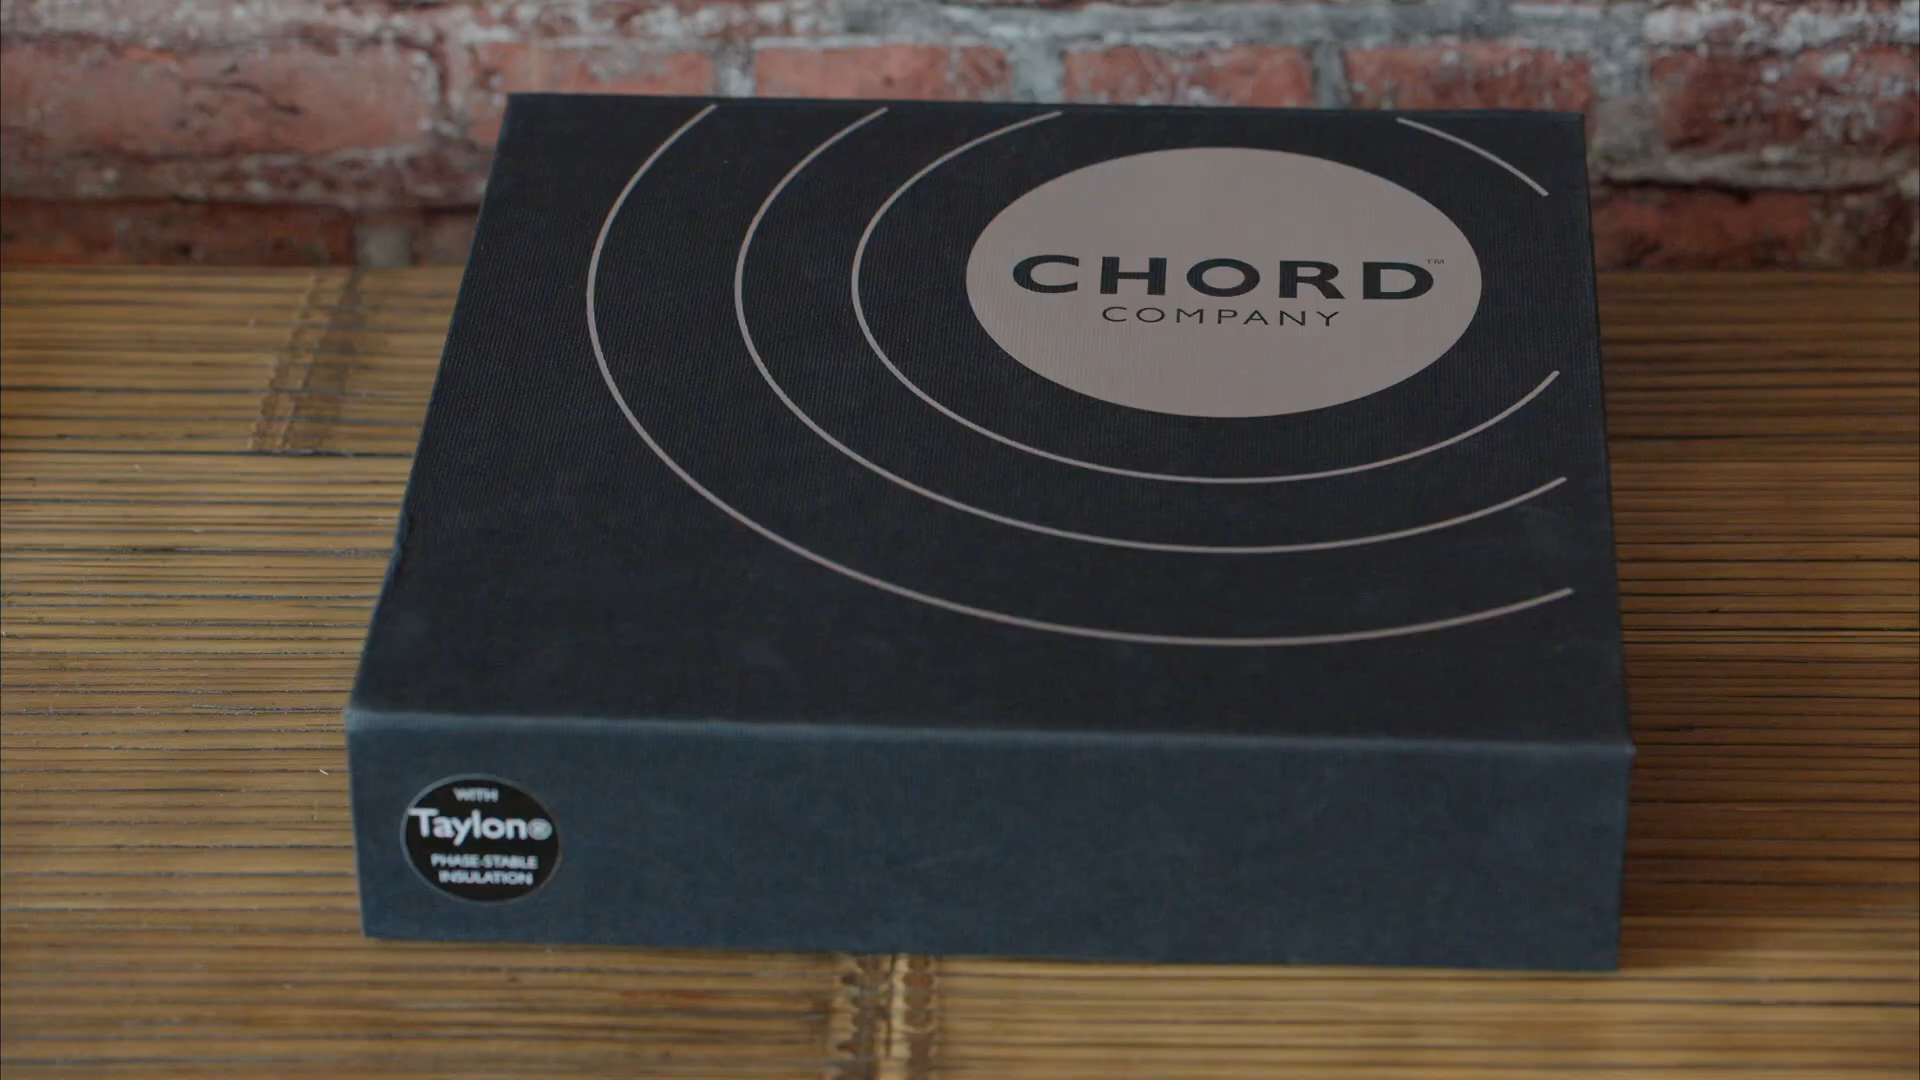 CHORD™
COMPANY
WITH
Taylon®
PHASE-STABLE
INSULATION